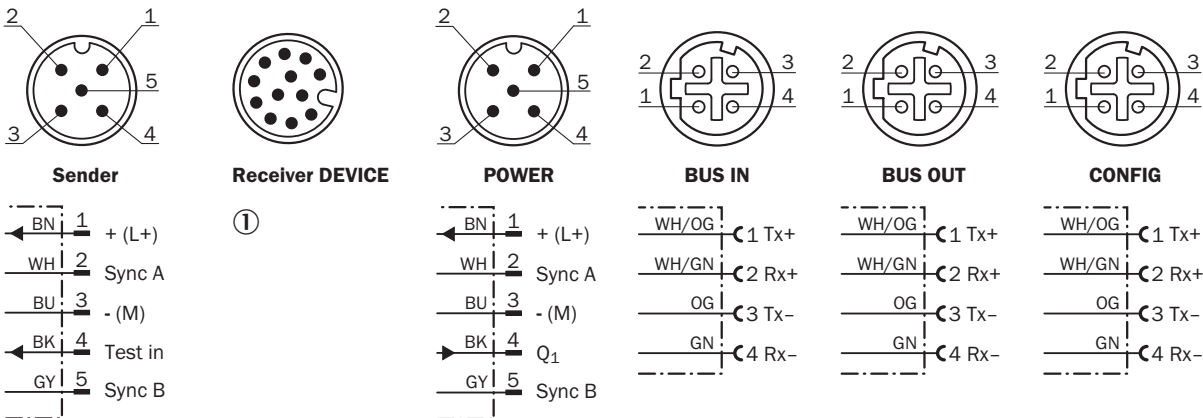 2 1 2 1
2 3 2 3 2 3
5 5
1 4 1 4 1 4
3 4 3 4
Sender Receiver DEVICE POWER BUS IN BUS OUT CONFIG
BN 1 + (L+) ① BN 1 + (L+) WH/OG 1 Tx+ WH/OG 1 Tx+ WH/OG 1 Tx+
WH 2 Sync A WH 2 Sync A WH/GN 2 Rx+ WH/GN 2 Rx+ WH/GN 2 Rx+
BU 3 - (M) BU 3 - (M) OG 3 Tx– OG 3 Tx– OG 3 Tx–
BK 4 Test in BK 4 Q₁ GN 4 Rx– GN 4 Rx– GN 4 Rx–
GY 5 Sync B GY 5 Sync B